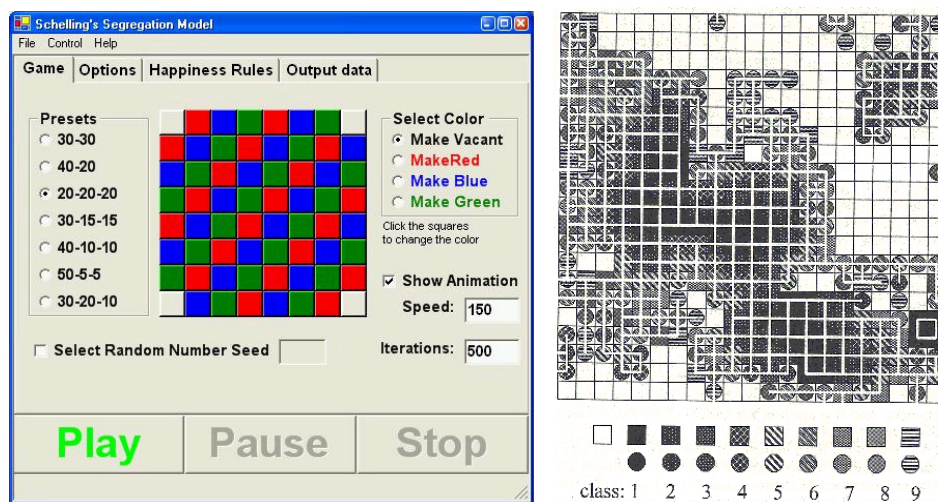 Schelling's Segregation Model
File Control Help
Game Options Happiness Rules Output data
Presets
30-30
40-20
20-20-20
30-15-15
40-10-10
50-5-5
30-20-10
Select Color
Make Vacant
MakeRed
Make Blue
Make Green
Click the squares
to change the color
Show Animation
Speed: 150
Select Random Number Seed
Iterations: 500
Play Pause Stop
class: 1 2 3 4 5 6 7 8 9